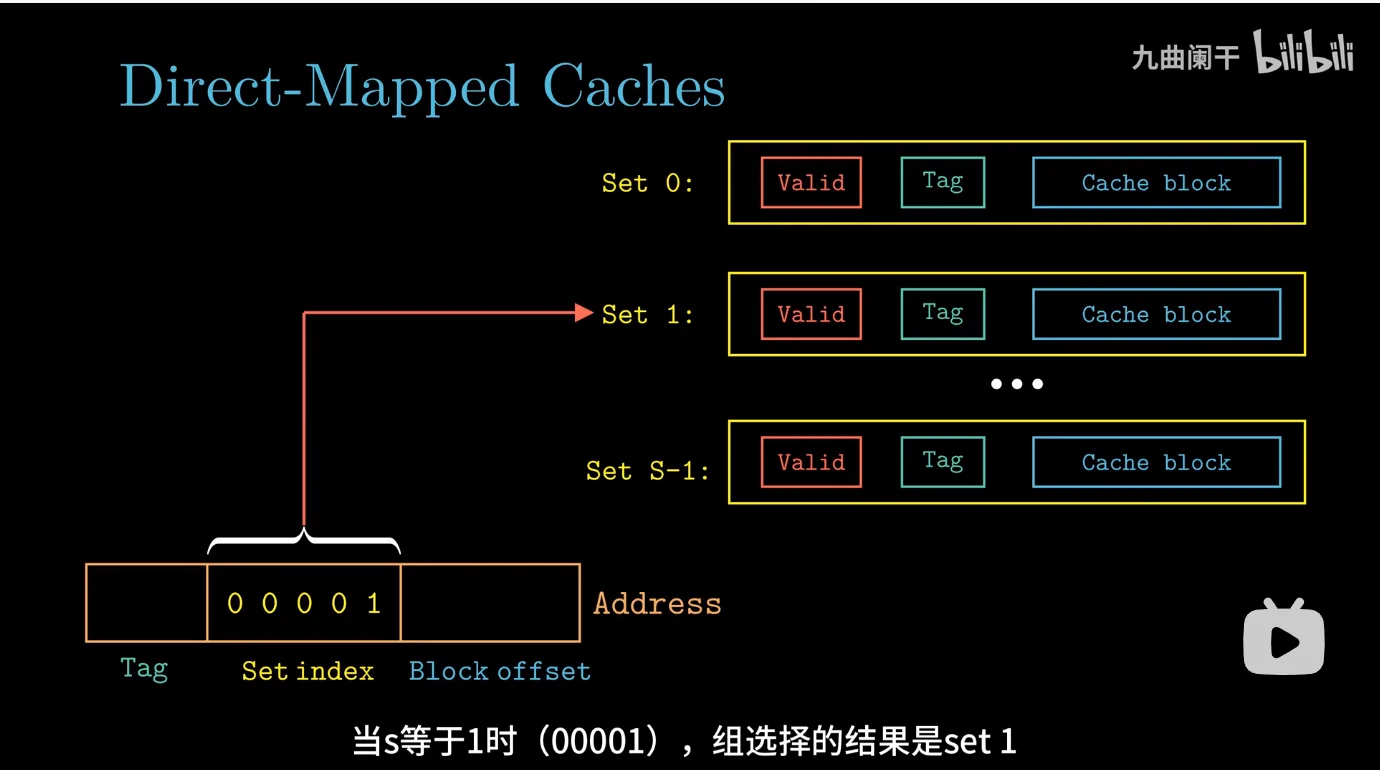 九曲阑干 bilibili
Direct-Mapped Caches
Set 0: Valid Tag Cache block
Set 1: Valid Tag Cache block
Set S-1: Valid Tag Cache block
0 0 0 0 1 Address
Tag Set index Block offset
当s等于1时（00001），组选择的结果是set 1